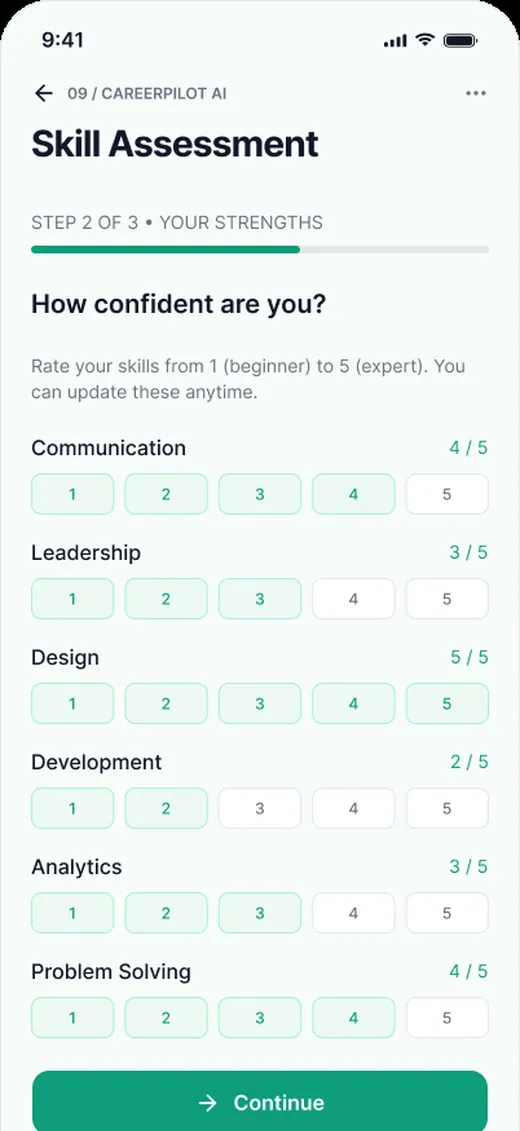 9:41
09 / CAREERPILOT AI
Skill Assessment
STEP 2 OF 3 • YOUR STRENGTHS
How confident are you?
Rate your skills from 1 (beginner) to 5 (expert). You
can update these anytime.
Communication 4 / 5
1 2 3 4 5
Leadership 3 / 5
1 2 3 4 5
Design 5 / 5
1 2 3 4 5
Development 2 / 5
1 2 3 4 5
Analytics 3 / 5
1 2 3 4 5
Problem Solving 4 / 5
1 2 3 4 5
Continue